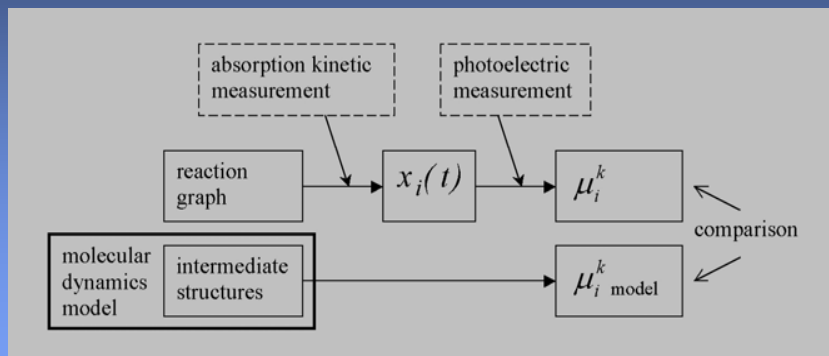 absorption kinetic
measurement
photoelectric
measurement
reaction
graph
x_i(t)
μ_i^k
comparison
molecular
dynamics
model
intermediate
structures
μ_i^k model